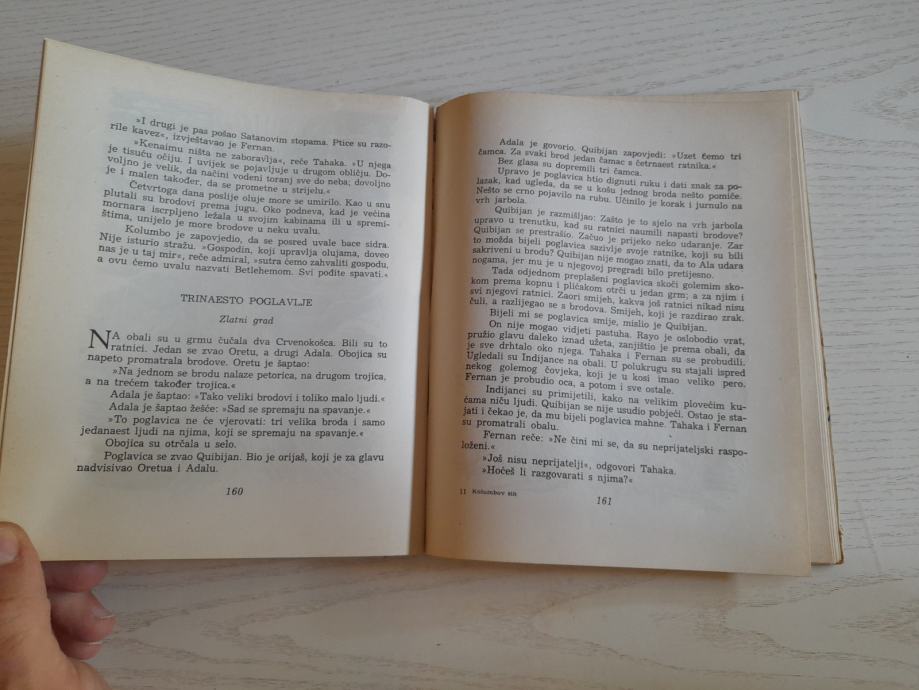 »I drugi je pas pošao Satanovim stopama. Ptice su razo-
rile kavez«, izvještavao je Fernan.
»Kenaimu ništa ne zaboravlja«, reče Tahaka. »U njega
je tisuću očiju. I uvijek se pojavljuje u drugom obličju. Do-
voljno je velik, da načini vodeni toranj sve do neba; dovoljno
je i malen također, da se prometne u strijelu.«
Četvrtoga dana poslije oluje more se umirilo. Kao u snu
plutali su brodovi prema jugu. Oko podneva, kad je većina
mornara iscrpljeno ležala u svojim kabinama ili u spremi-
štima, unijelo je more brodove u neku uvalu.
Kolumbo je zapovjedio, da se posred uvale bace sidra.
Nije isturio stražu. »Gospodin, koji upravlja olujama, doveo
nas je u taj mir«, reče admiral, »sutra ćemo zahvaliti gospodu,
a ovu ćemo uvalu nazvati Betlehemom. Svi pođite spavati.«
TRINAESTO POGLAVLJE
Zlatni grad
NA obali su u grmu čučala dva Crvenokošca. Bili su to
ratnici. Jedan se zvao Oretu, a drugi Adala. Obojica su
napeto promatrala brodove. Oretu je šaptao:
»Na jednom se brodu nalaze petorica, na drugom trojica,
a na trećem također trojica.«
Adala je šaptao: »Tako veliki brodovi i toliko malo ljudi.«
Adala je šaptao žešće: »Sad se spremaju na spavanje.«
»To poglavica ne će vjerovati: tri velika broda i samo
jedanaest ljudi na njima, koji se spremaju na spavanje.«
Obojica su otrčala u selo.
Poglavica se zvao Quibijan. Bio je orijaš, koji je za glavu
nadvisivao Oretua i Adalu.
160
Adala je govorio. Quibijan zapovjedi: »Uzet ćemo tri
čamca. Za svaki brod jedan čamac s četrnaest ratnika.«
Bez glasa su dopremili tri čamca.
Upravo je poglavica htio dignuti ruku i dati znak za po-
lazak, kad ugleda, da se u košu jednog broda nešto pomiče.
Nešto se crno pojavilo na rubu. Učinilo je korak i jurnulo na
vrh jarbola.
Quibijan je razmišljao: Zašto je to sjelo na vrh jarbola
upravo u trenutku, kad su ratnici naumili napasti brodove?
Quibijan se prestrašio. Začuo je prijeko neko udaranje. Zar
to možda bijeli poglavica sazivlje svoje ratnike, koji su bili
sakriveni u brodu? Quibijan nije mogao znati, da to Ala udara
nogama, jer mu je u njegovoj pregradi bilo pretijesno.
Tada odjednom preplašeni poglavica skoči golemim sko-
kom prema kopnu i plićakom otrči u jedan grm; a za njim i
svi njegovi ratnici. Zaori smijeh, kakva još ratnici nikad nisu
čuli, a razlijegao se s brodova. Smijeh, koji je razdirao zrak.
Bijeli mi se poglavica smije, mislio je Quibijan.
On nije mogao vidjeti pastuha. Rayo je oslobodio vrat,
pružio glavu daleko iznad užeta, zanjištio je prema obali, da
je sve drhtalo oko njega. Tahaka i Fernan su se probudili.
Ugledali su Indijance na obali. U polukrugu su stajali ispred
nekog golemog čovjeka, koji je u kosi imao veliko pero.
Fernan je probudio oca, a potom i sve ostale.
Indijanci su primijetili, kako na velikim plovećim ku-
ćama niču ljudi. Quibijan se nije usudio pobjeći. Ostao je sta-
jati i čekao je, da mu bijeli poglavica mahne. Tahaka i Fernan
su promatrali obalu.
Fernan reče: »Ne čini mi se, da su neprijateljski raspo-
loženi.«
»Još nisu neprijatelji«, odgovori Tahaka.
»Hoćeš li razgovarati s njima?«
11 Kolumbov sin
161